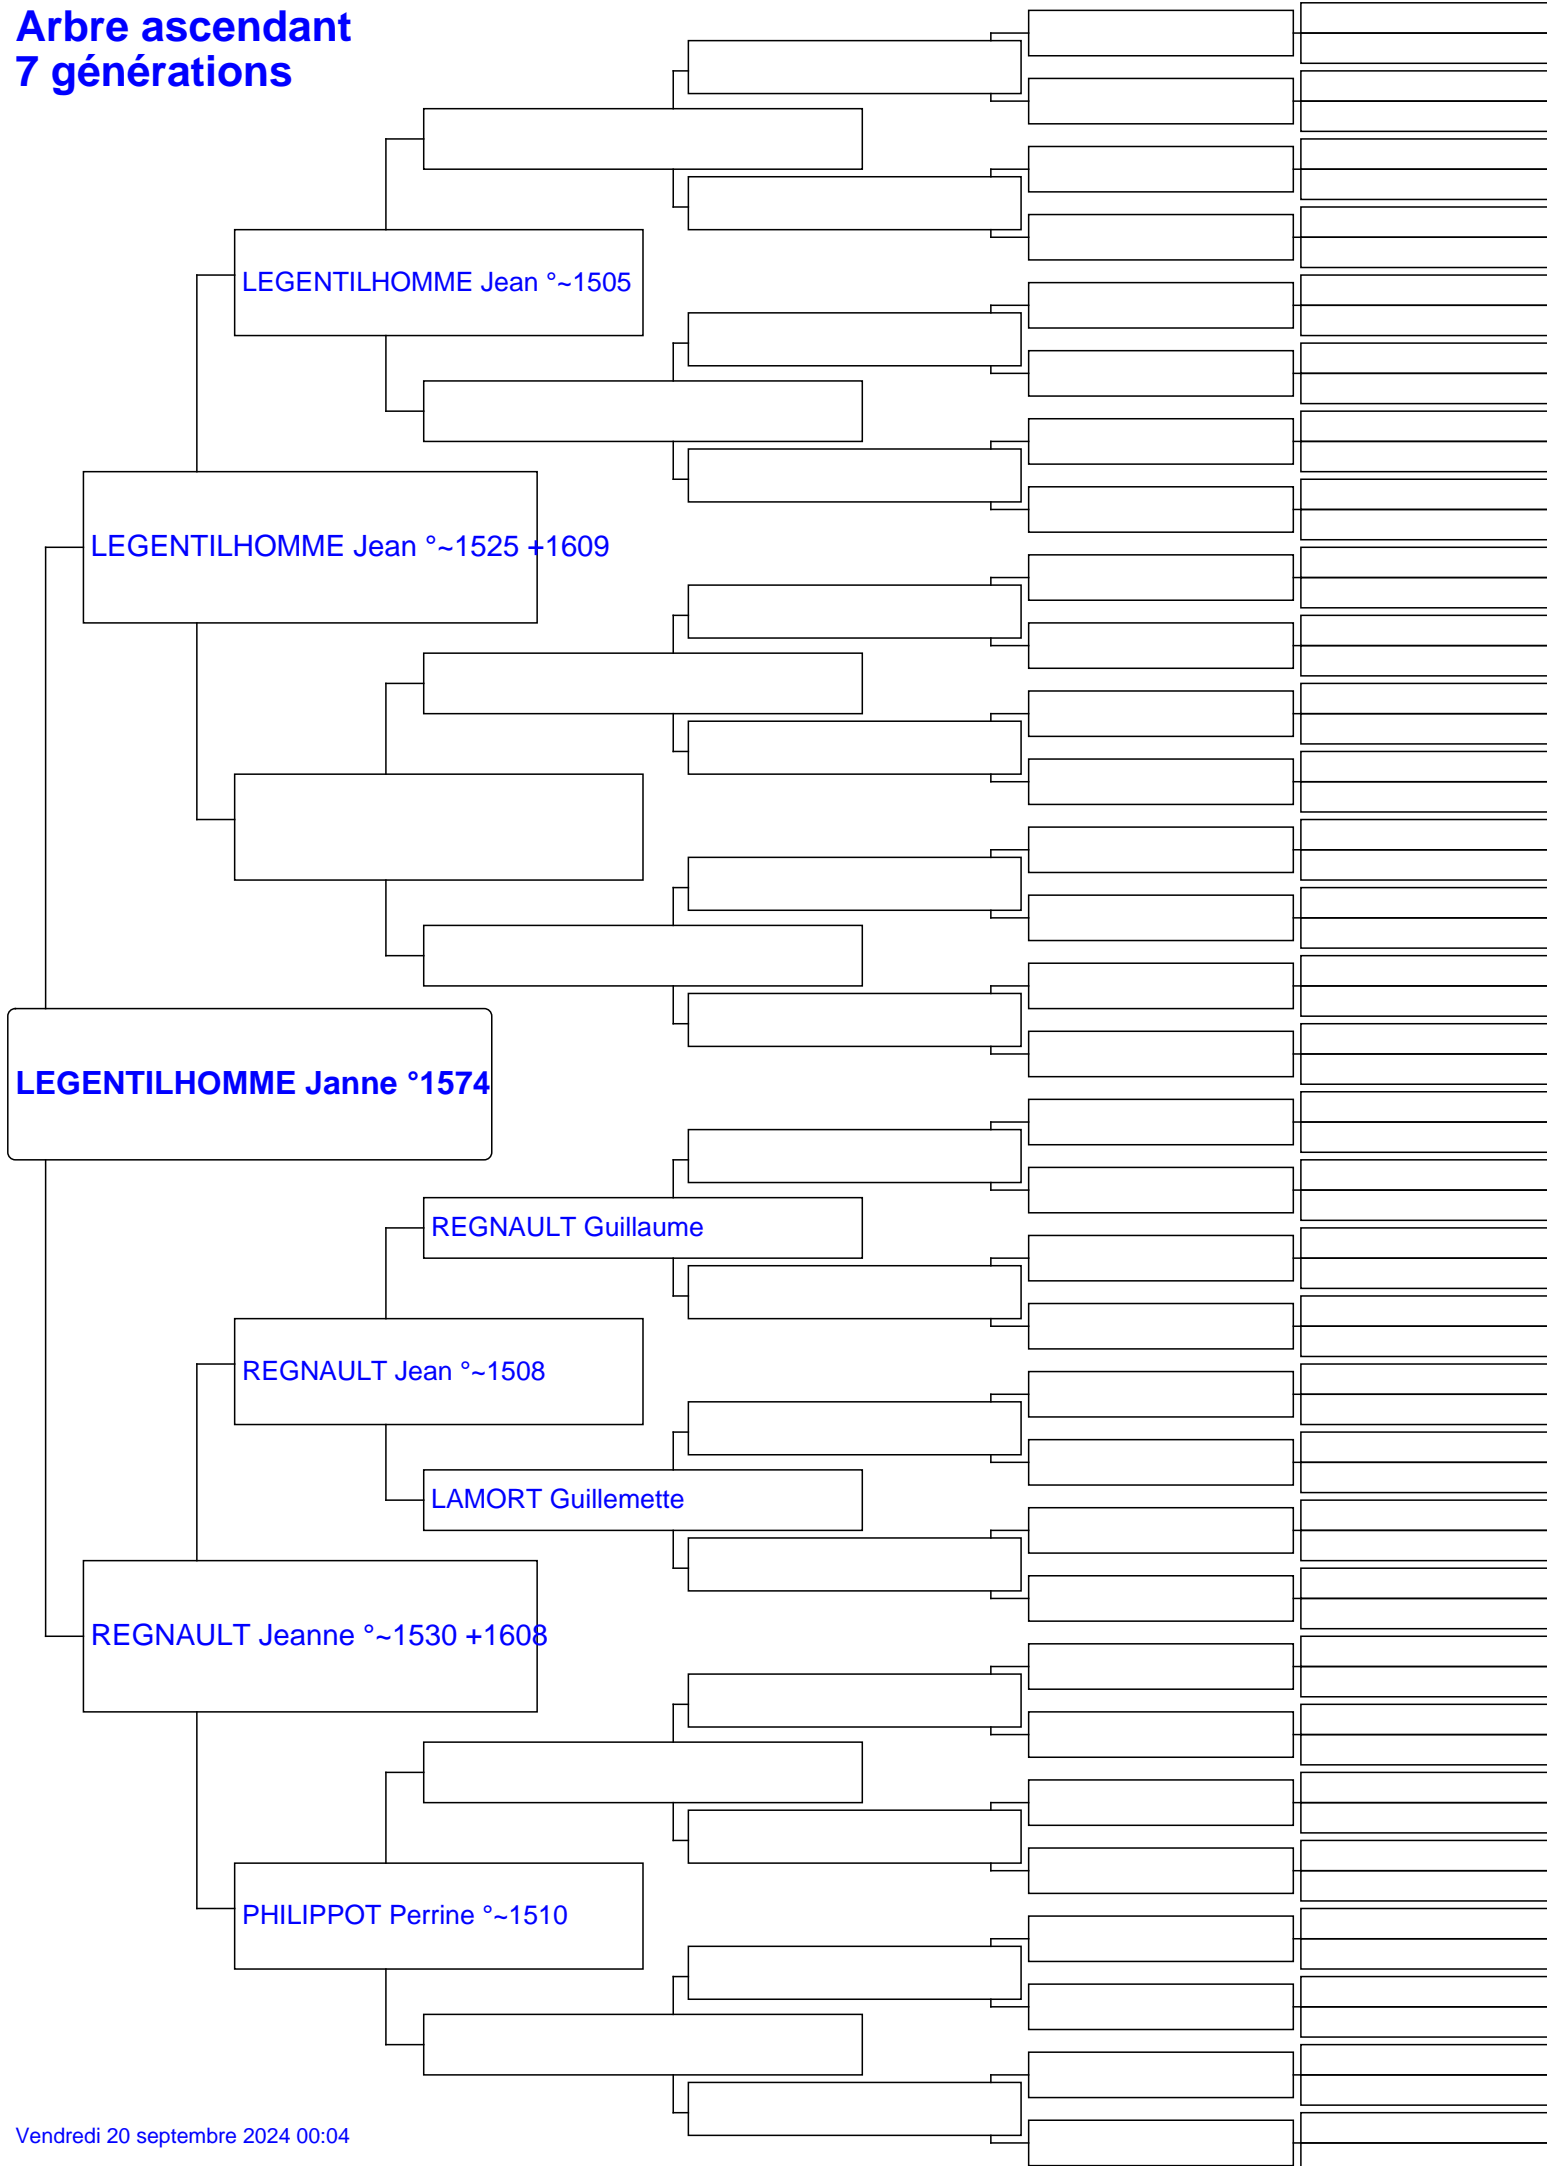 Arbre ascendant
7 générations
LEGENTILHOMME Jean °~1505
LEGENTILHOMME Jean °~1525 +1609
LEGENTILHOMME Janne °1574
REGNAULT Guillaume
REGNAULT Jean °~1508
LAMORT Guillemette
REGNAULT Jeanne °~1530 +1608
PHILIPPOT Perrine °~1510
Vendredi 20 septembre 2024 00:04